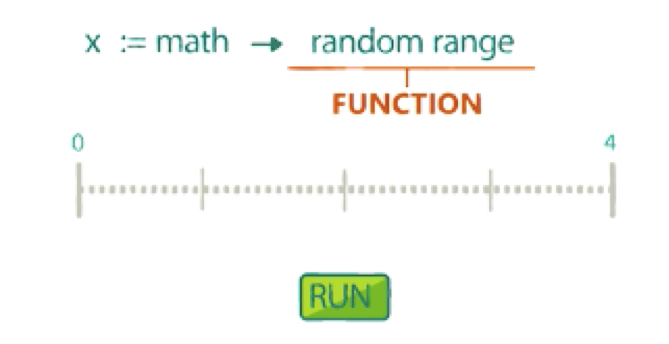 x := math → random range
FUNCTION
0 4
RUN